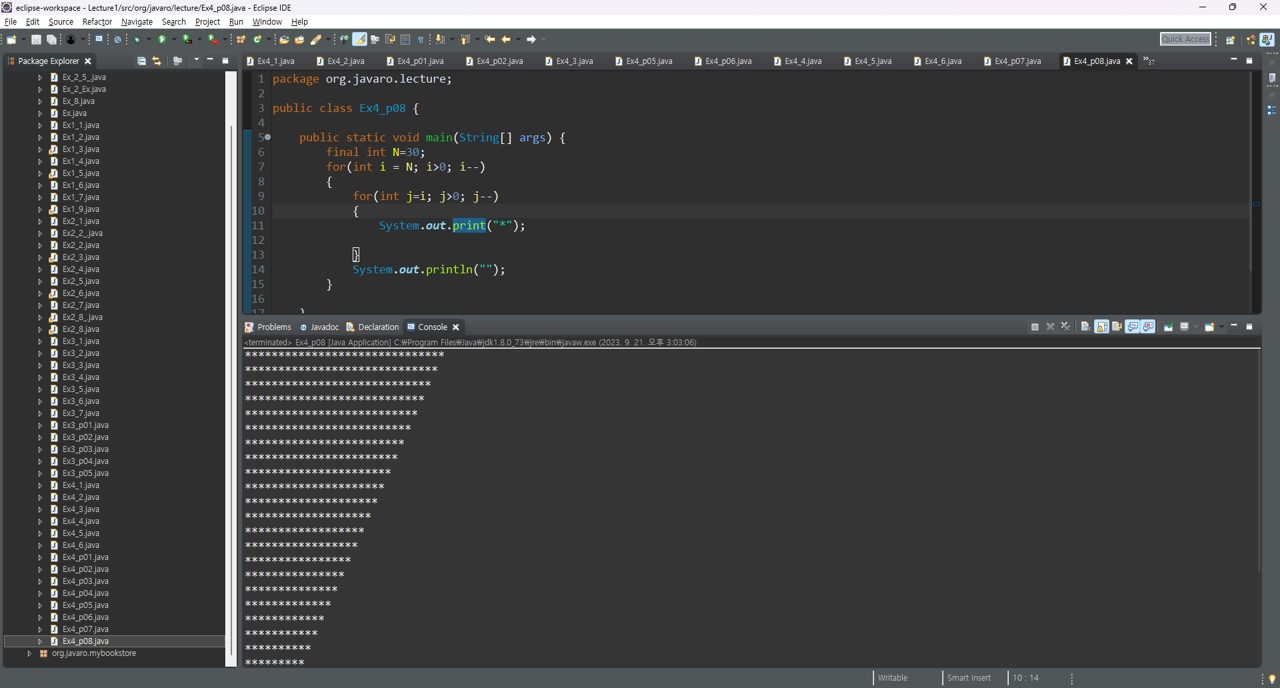 eclipse-workspace - Lecture1/src/org/javaro/lecture/Ex4_p08.java - Eclipse IDE
File Edit Source Refactor Navigate Search Project Run Window Help
Quick Access
Package Explorer
Ex4_1.java Ex4_2.java Ex4_p01.java Ex4_p02.java Ex4_3.java Ex4_p05.java Ex4_p06.java Ex4_4.java Ex4_5.java Ex4_6.java Ex4_p07.java Ex4_p08.java »37
Ex_2_5_.java
Ex_2_Ex.java
Ex_8.java
Ex.java
Ex1_1.java
Ex1_2.java
Ex1_3.java
Ex1_4.java
Ex1_5.java
Ex1_6.java
Ex1_7.java
Ex1_9.java
Ex2_1.java
Ex2_2_.java
Ex2_2.java
Ex2_3.java
Ex2_4.java
Ex2_5.java
Ex2_6.java
Ex2_7.java
Ex2_8_.java
Ex2_8.java
Ex3_1.java
Ex3_2.java
Ex3_3.java
Ex3_4.java
Ex3_5.java
Ex3_6.java
Ex3_7.java
Ex3_p01.java
Ex3_p02.java
Ex3_p03.java
Ex3_p04.java
Ex3_p05.java
Ex4_1.java
Ex4_2.java
Ex4_3.java
Ex4_4.java
Ex4_5.java
Ex4_6.java
Ex4_p01.java
Ex4_p02.java
Ex4_p03.java
Ex4_p04.java
Ex4_p05.java
Ex4_p06.java
Ex4_p07.java
Ex4_p08.java
org.javaro.mybookstore
1 package org.javaro.lecture;
2
3 public class Ex4_p08 {
4
5 public static void main(String[] args) {
6 final int N=30;
7 for(int i = N; i>0; i--)
8 {
9 for(int j=i; j>0; j--)
10 {
11 System.out.print("*");
12
13 }
14 System.out.println("");
15 }
16
17 }
Problems Javadoc Declaration Console
<terminated> Ex4_p08 [Java Application] C:₩Program Files₩Java₩jdk1.8.0_73₩jre₩bin₩javaw.exe (2023. 9. 21. 오후 3:03:06)
******************************
*****************************
****************************
***************************
**************************
*************************
************************
***********************
**********************
*********************
********************
*******************
******************
*****************
****************
***************
**************
*************
************
***********
**********
*********
Writable Smart Insert 10 : 14